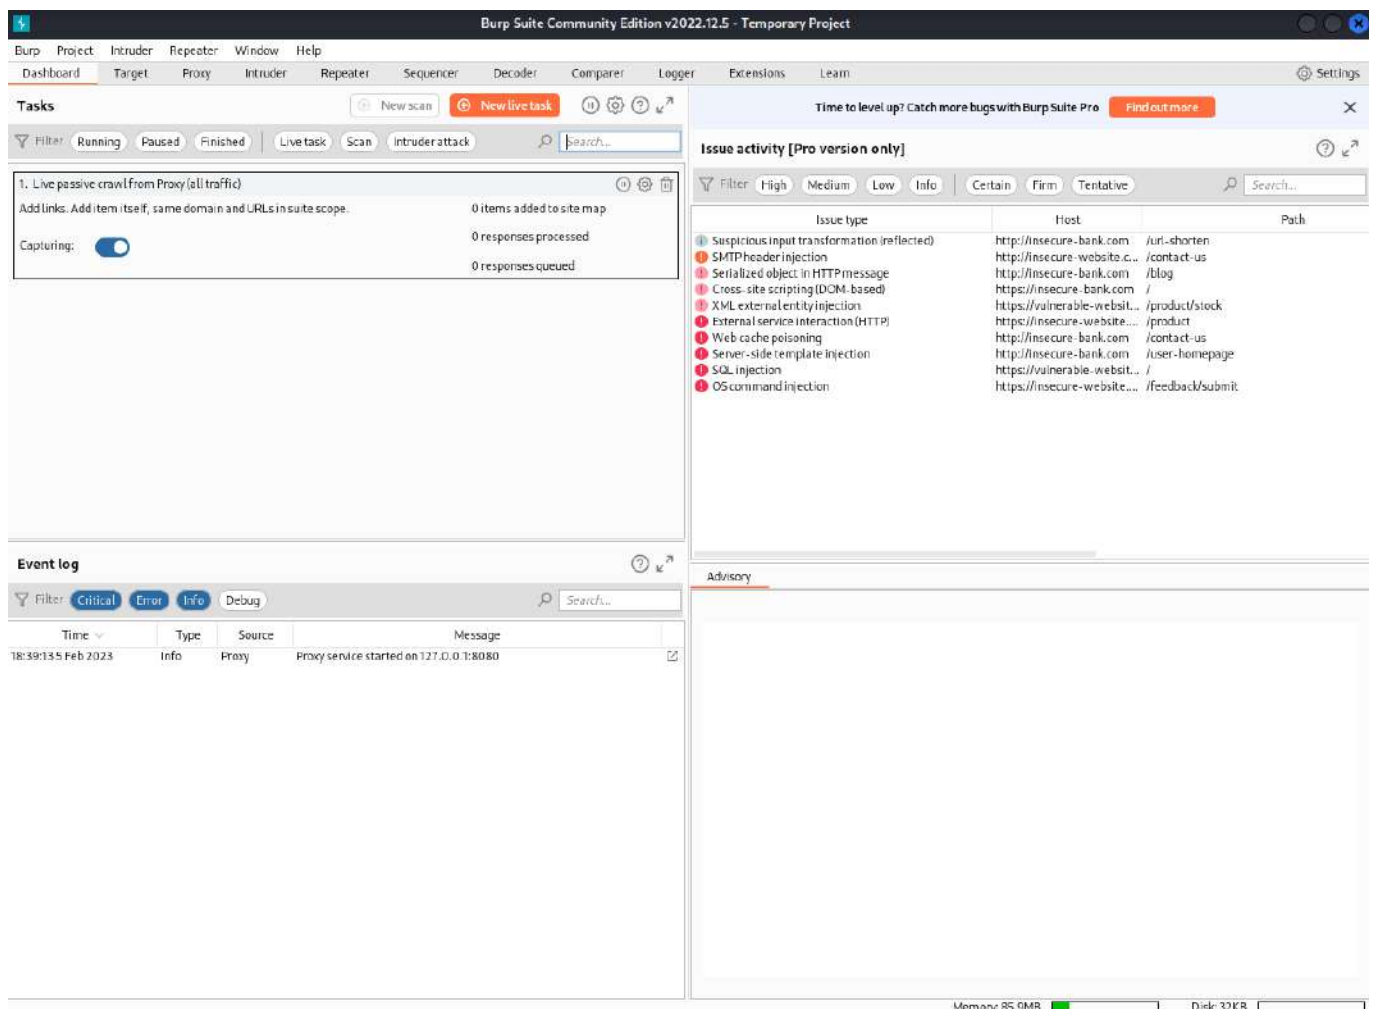 Burp Suite Community Edition v2022.12.5 - Temporary Project
Burp Project Intruder Repeater Window Help
Dashboard Target Proxy Intruder Repeater Sequencer Decoder Comparer Logger Extensions Learn Settings
Tasks New scan New live task
Filter Running Paused Finished Live task Scan Intruder attack Search...
1. Live passive crawl from Proxy (all traffic)
Add links. Add item itself, same domain and URLs in suite scope.
Capturing:
0 items added to site map
0 responses processed
0 responses queued
Event log
Filter Critical Error Info Debug Search...
Time Type Source Message
18:39:13 5 Feb 2023 Info Proxy Proxy service started on 127.0.0.1:8080
Time to level up? Catch more bugs with Burp Suite Pro Find out more
Issue activity [Pro version only]
Filter High Medium Low Info Certain Firm Tentative Search...
Issue type Host Path
Suspicious input transformation (reflected) http://insecure-bank.com /url-shorten
SMTP header injection http://insecure-website.c... /contact-us
Serialized object in HTTP message http://insecure-bank.com /blog
Cross-site scripting (DOM-based) https://insecure-bank.com /
XML external entity injection https://vulnerable-websit... /product/stock
External service interaction (HTTP) https://insecure-website.... /product
Web cache poisoning http://insecure-bank.com /contact-us
Server-side template injection http://insecure-bank.com /user-homepage
SQL injection https://vulnerable-websit... /
OS command injection https://insecure-website.... /feedback/submit
Advisory
Memory: 85.9MB Disk: 32KB